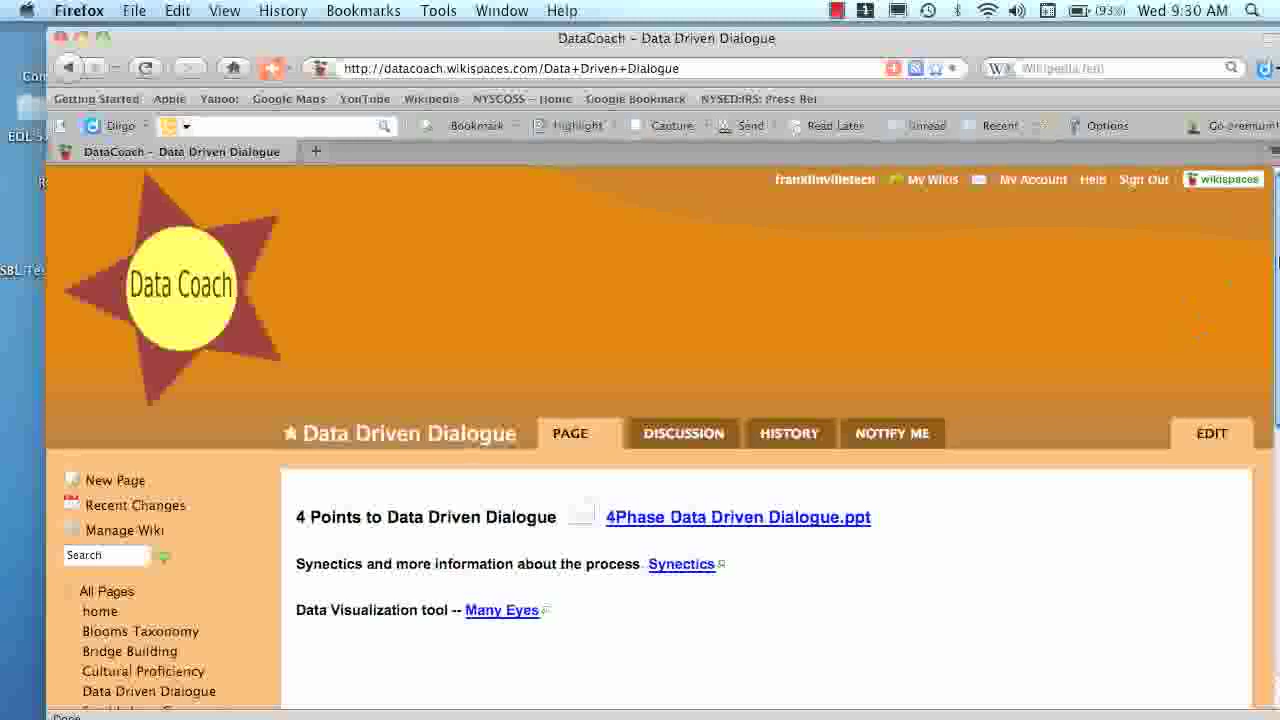 Firefox File Edit View History Bookmarks Tools Window Help (93%) Wed 9:30 AM
DataCoach – Data Driven Dialogue
http://datacoach.wikispaces.com/Data+Driven+Dialogue Wikipedia (en)
Getting Started Apple Yahoo! Google Maps YouTube Wikipedia NYSCOSS – Home Google Bookmark NYSED:IRS: Press Rel
Diigo Bookmark Highlight Capture Send Read Later Unread Recent Options Go premium!
DataCoach – Data Driven Dialogue +
franklinvilletech My Wikis My Account Help Sign Out wikispaces
Data Coach
Data Driven Dialogue PAGE DISCUSSION HISTORY NOTIFY ME EDIT
New Page
Recent Changes
Manage Wiki
Search
All Pages
home
Blooms Taxonomy
Bridge Building
Cultural Proficiency
Data Driven Dialogue
4 Points to Data Driven Dialogue 4Phase Data Driven Dialogue.ppt
Synectics and more information about the process Synectics
Data Visualization tool -- Many Eyes
Done